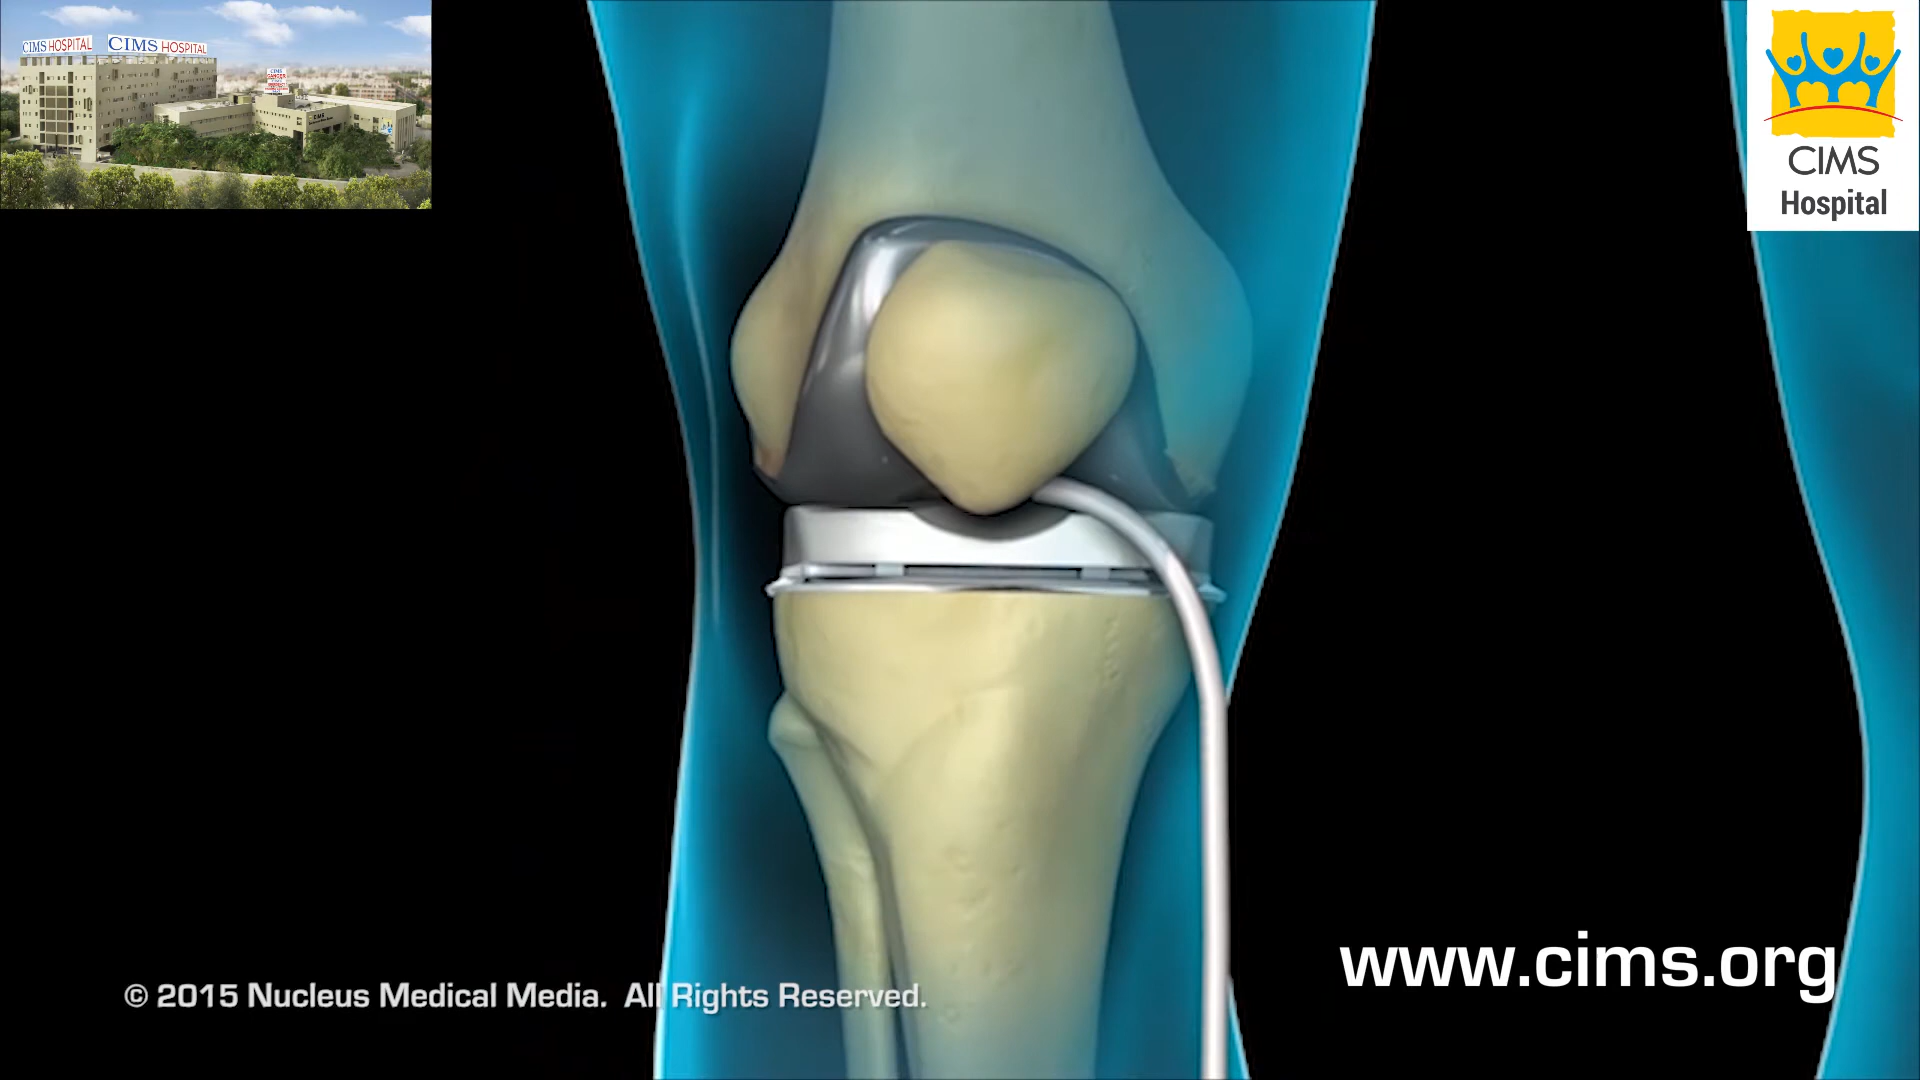 CIMS HOSPITAL CIMS HOSPITAL
CIMS
Hospital
www.cims.org
© 2015 Nucleus Medical Media. All Rights Reserved.